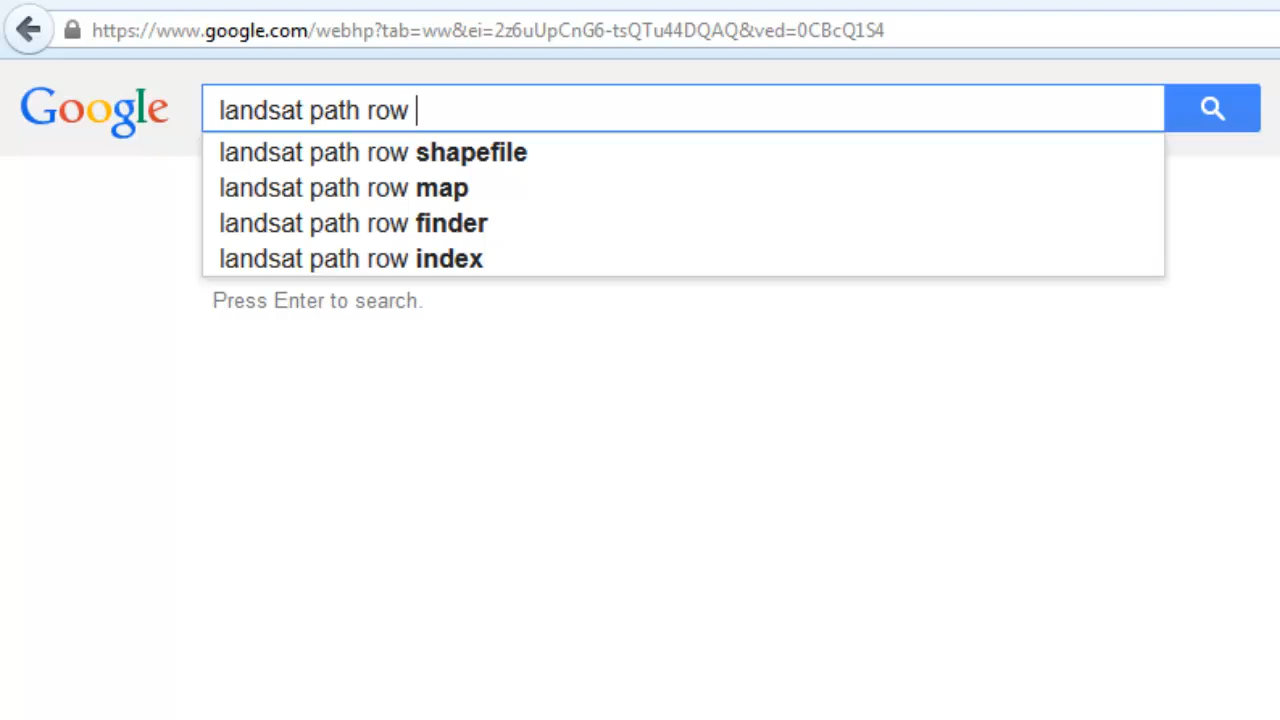 https://www.google.com/webhp?tab=ww&ei=2z6uUpCnG6-tsQTu44DQAQ&ved=0CBcQ1S4
Google
landsat path row
landsat path row shapefile
landsat path row map
landsat path row finder
landsat path row index
Press Enter to search.